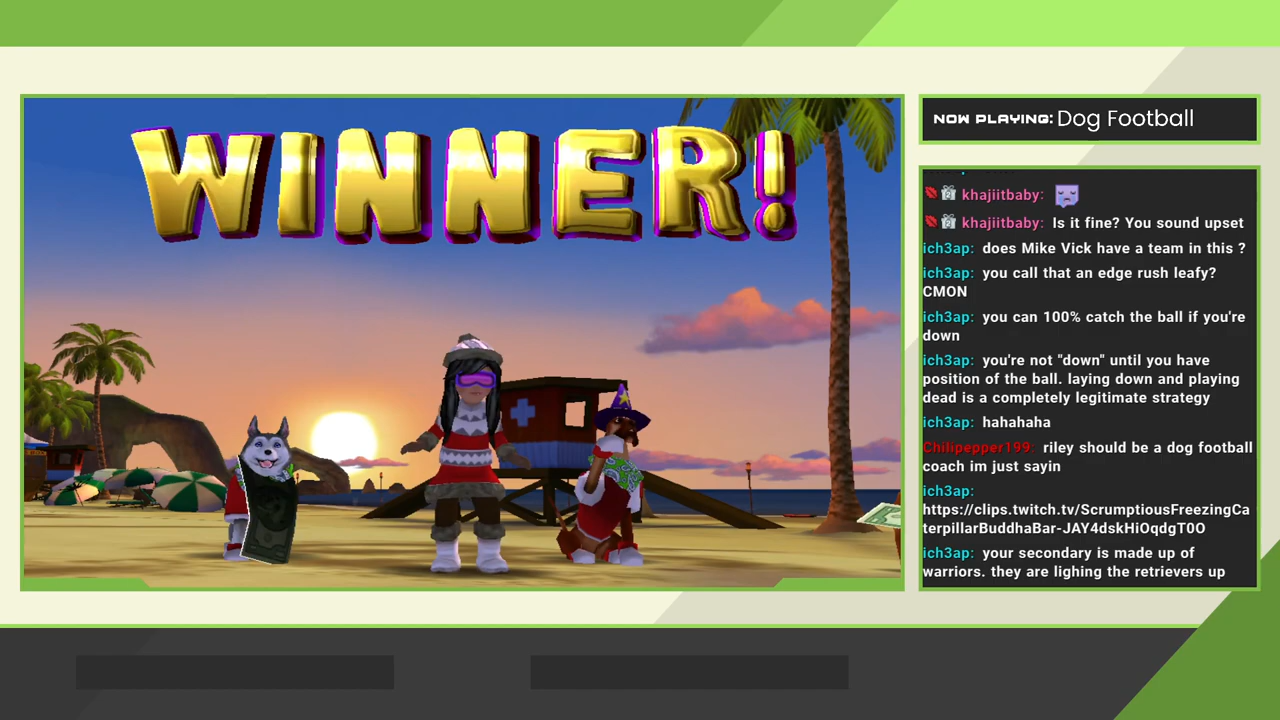 WINNER!
NOW PLAYING: Dog Football
khajiitbaby:
khajiitbaby: Is it fine? You sound upset
ich3ap: does Mike Vick have a team in this ?
ich3ap: you call that an edge rush leafy?
CMON
ich3ap: you can 100% catch the ball if you're
down
ich3ap: you're not "down" until you have
position of the ball. laying down and playing
dead is a completely legitimate strategy
ich3ap: hahahaha
Chilipepper199: riley should be a dog football
coach im just sayin
ich3ap:
https://clips.twitch.tv/ScrumptiousFreezingCa
terpillarBuddhaBar-JAY4dskHiOqdgT0O
ich3ap: your secondary is made up of
warriors. they are lighing the retrievers up